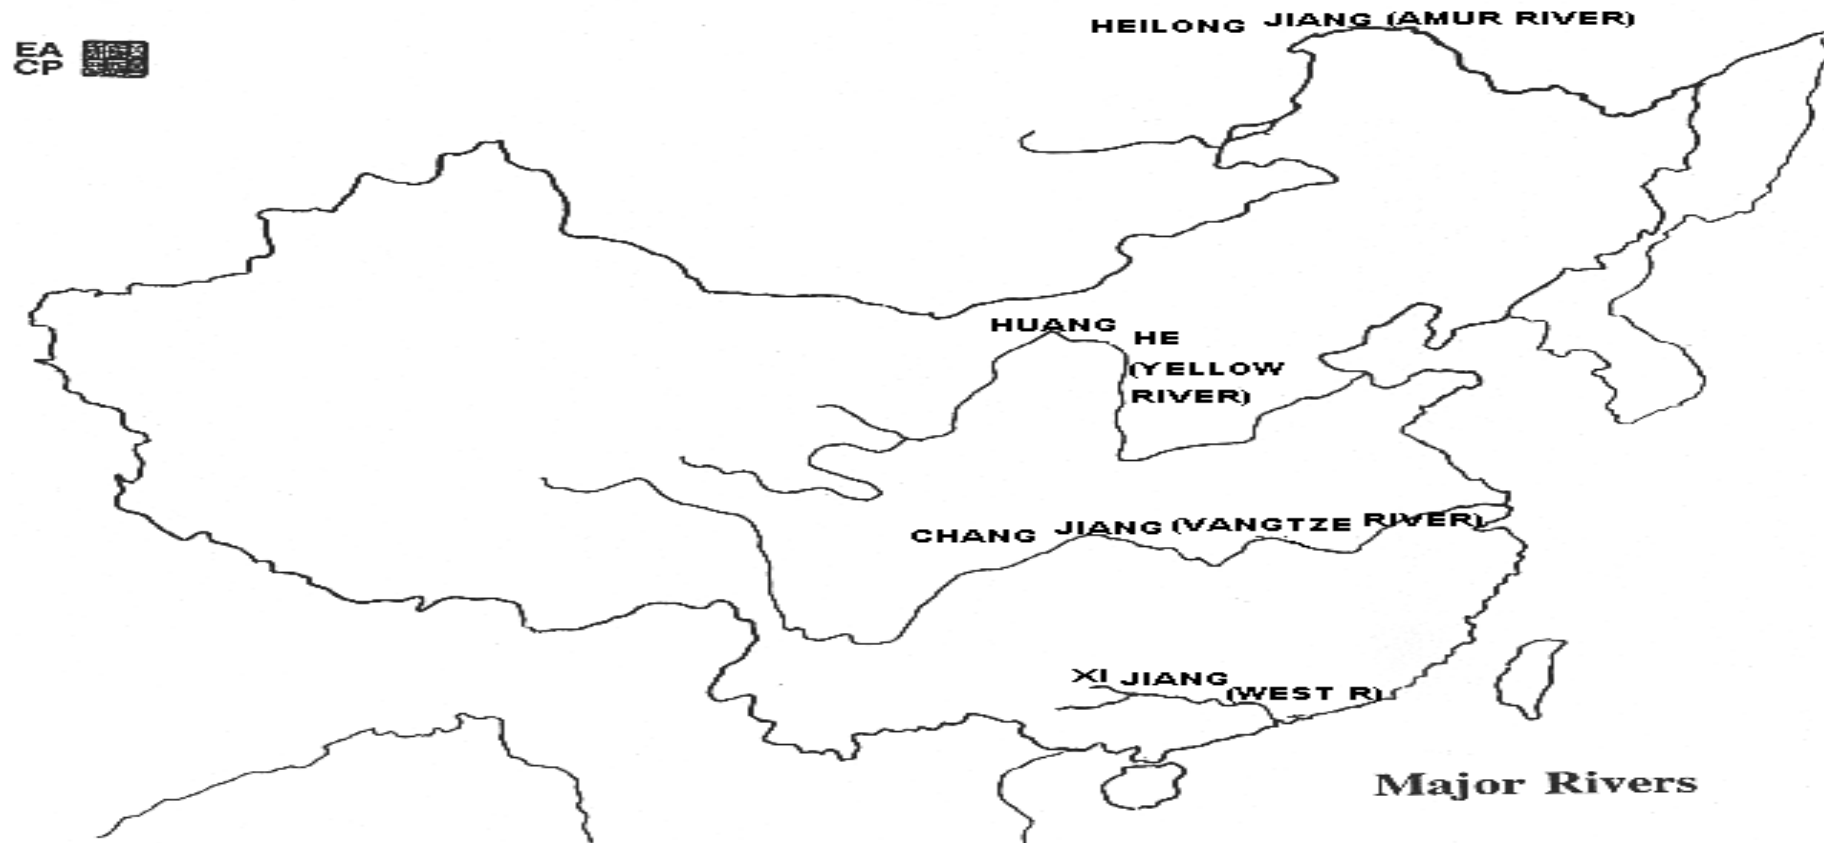 HEILONG JIANG (AMUR RIVER)
EA
CP
HUANG HE
(YELLOW
RIVER)
CHANG JIANG (VANGTZE RIVER)
XI JIANG (WEST R)
Major Rivers